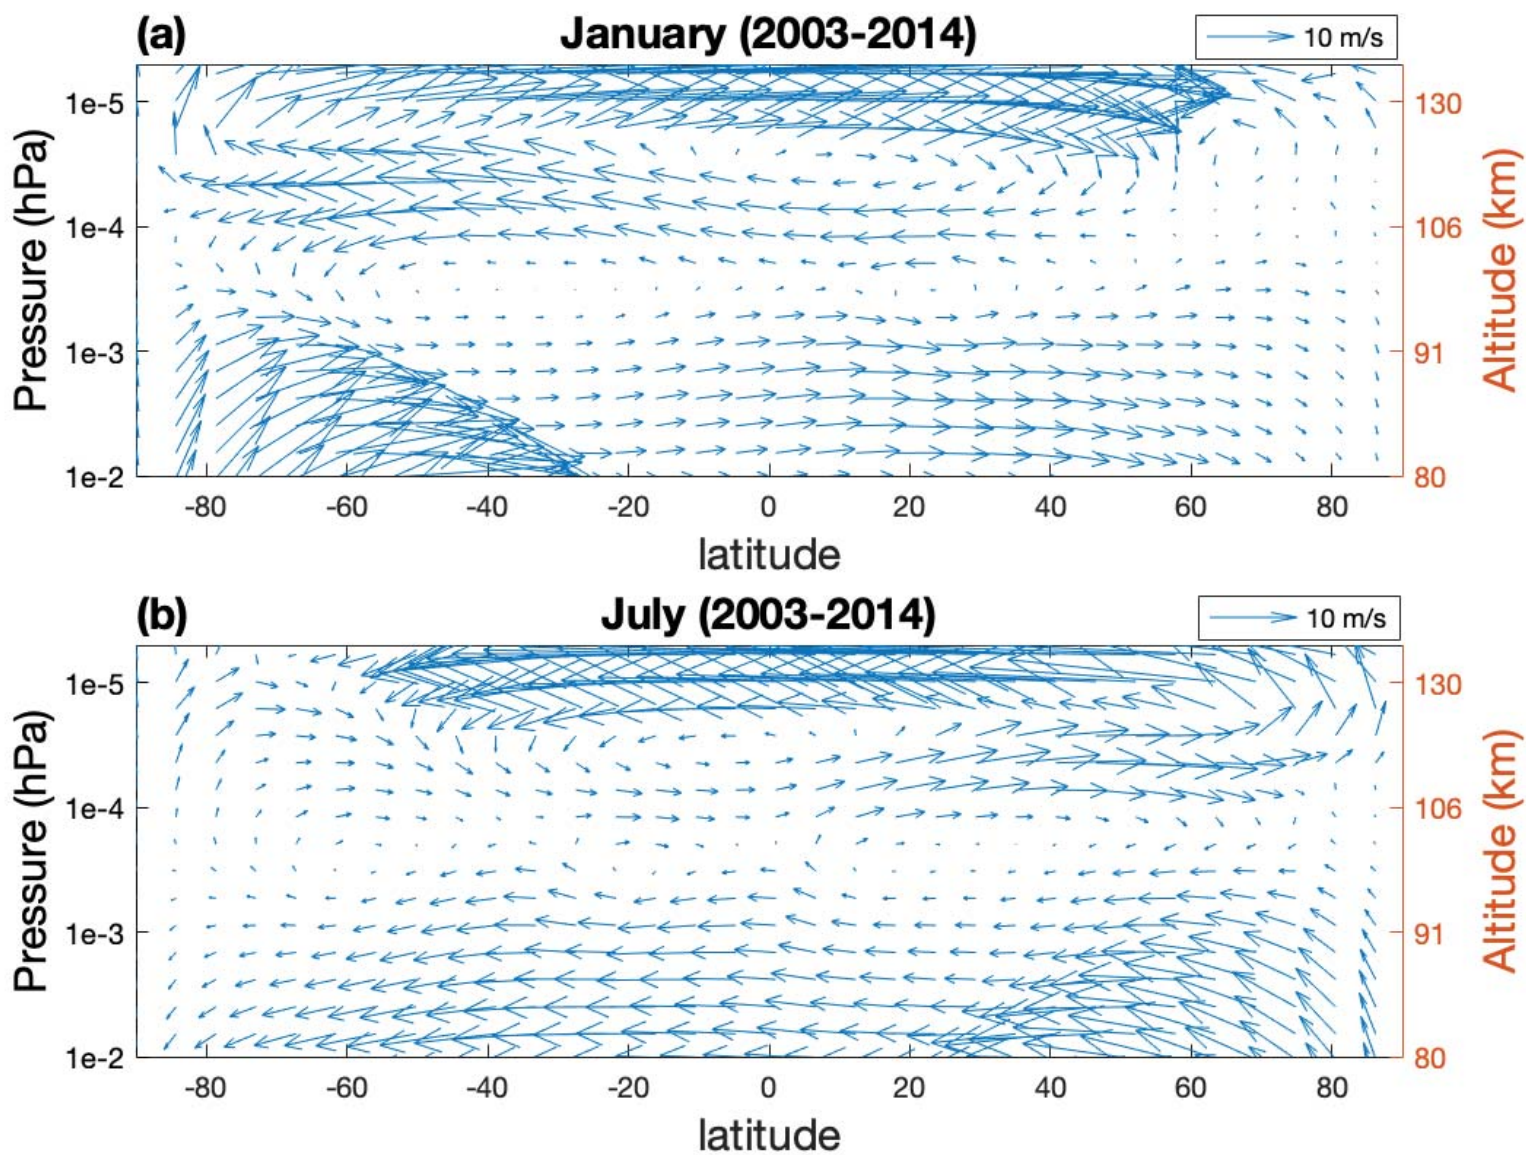 (a) January (2003-2014) 10 m/s
1e-5 130
1e-4 106
1e-3 91
1e-2 80
Pressure (hPa)
Altitude (km)
-80 -60 -40 -20 0 20 40 60 80
latitude
(b) July (2003-2014) 10 m/s
1e-5 130
1e-4 106
1e-3 91
1e-2 80
Pressure (hPa)
Altitude (km)
-80 -60 -40 -20 0 20 40 60 80
latitude